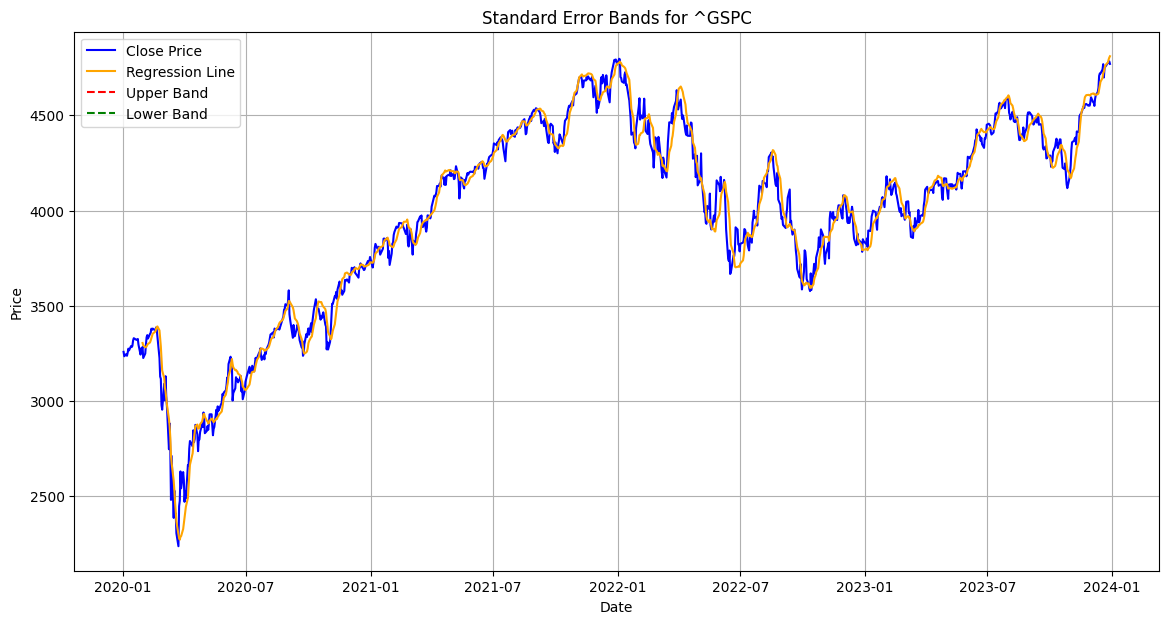 Standard Error Bands for ^GSPC
Close Price
Regression Line
Upper Band
Lower Band
Price
4500
4000
3500
3000
2500
2020-01 2020-07 2021-01 2021-07 2022-01 2022-07 2023-01 2023-07 2024-01
Date